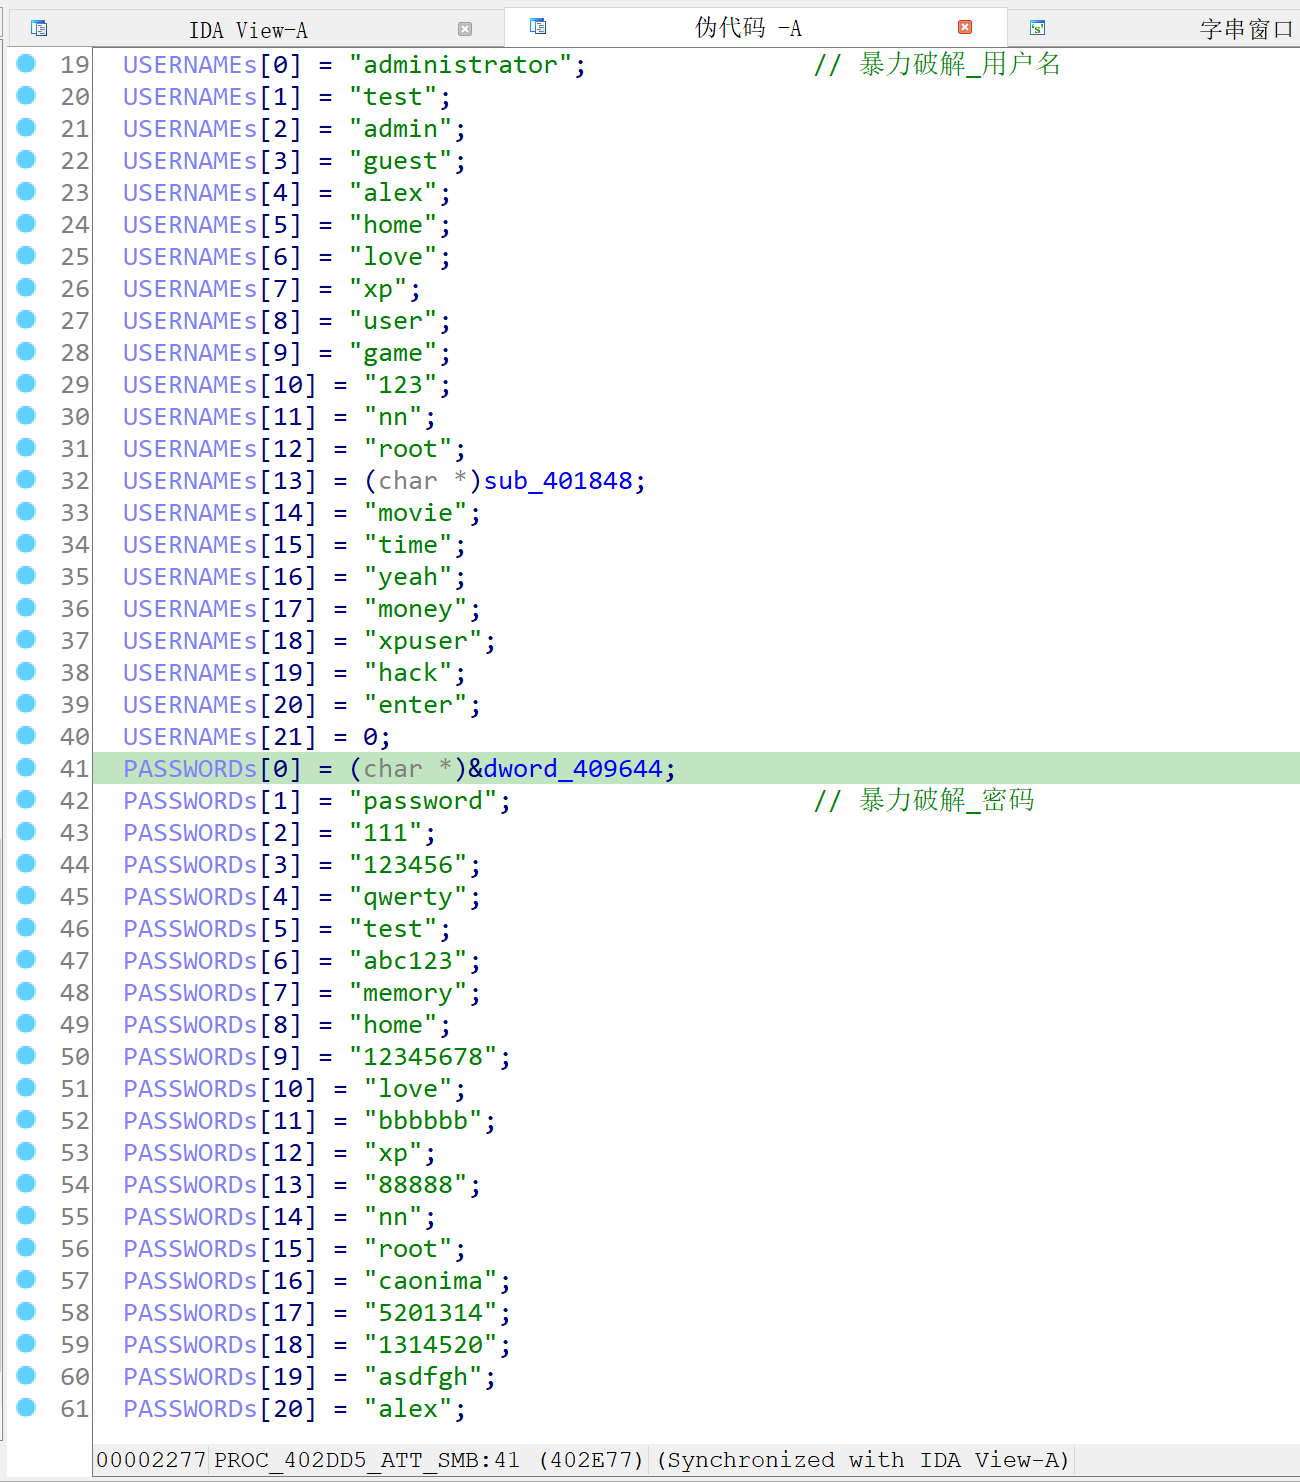 IDA View-A 伪代码 -A 字串窗口
19 USERNAMEs[0] = "administrator"; // 暴力破解_用户名
20 USERNAMEs[1] = "test";
21 USERNAMEs[2] = "admin";
22 USERNAMEs[3] = "guest";
23 USERNAMEs[4] = "alex";
24 USERNAMEs[5] = "home";
25 USERNAMEs[6] = "love";
26 USERNAMEs[7] = "xp";
27 USERNAMEs[8] = "user";
28 USERNAMEs[9] = "game";
29 USERNAMEs[10] = "123";
30 USERNAMEs[11] = "nn";
31 USERNAMEs[12] = "root";
32 USERNAMEs[13] = (char *)sub_401848;
33 USERNAMEs[14] = "movie";
34 USERNAMEs[15] = "time";
35 USERNAMEs[16] = "yeah";
36 USERNAMEs[17] = "money";
37 USERNAMEs[18] = "xpuser";
38 USERNAMEs[19] = "hack";
39 USERNAMEs[20] = "enter";
40 USERNAMEs[21] = 0;
41 PASSWORDs[0] = (char *)&dword_409644;
42 PASSWORDs[1] = "password"; // 暴力破解_密码
43 PASSWORDs[2] = "111";
44 PASSWORDs[3] = "123456";
45 PASSWORDs[4] = "qwerty";
46 PASSWORDs[5] = "test";
47 PASSWORDs[6] = "abc123";
48 PASSWORDs[7] = "memory";
49 PASSWORDs[8] = "home";
50 PASSWORDs[9] = "12345678";
51 PASSWORDs[10] = "love";
52 PASSWORDs[11] = "bbbbbb";
53 PASSWORDs[12] = "xp";
54 PASSWORDs[13] = "88888";
55 PASSWORDs[14] = "nn";
56 PASSWORDs[15] = "root";
57 PASSWORDs[16] = "caonima";
58 PASSWORDs[17] = "5201314";
59 PASSWORDs[18] = "1314520";
60 PASSWORDs[19] = "asdfgh";
61 PASSWORDs[20] = "alex";
00002277 PROC_402DD5_ATT_SMB:41 (402E77) (Synchronized with IDA View-A)